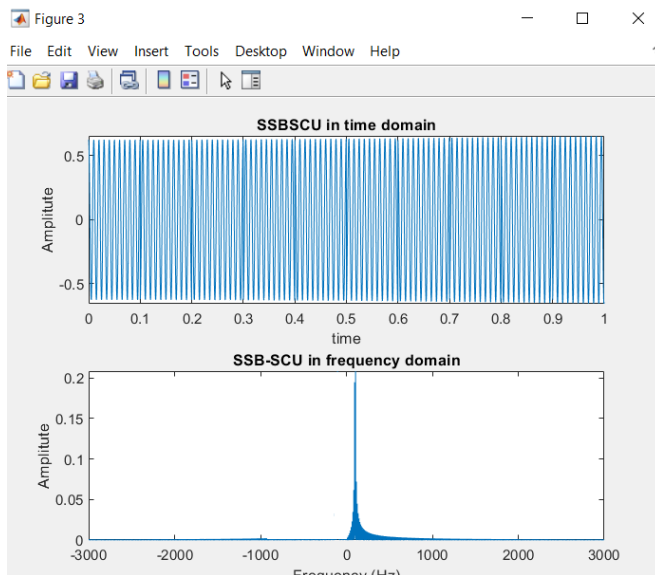 Figure 3
File Edit View Insert Tools Desktop Window Help
SSBSCU in time domain
0.5
0
-0.5
Amplitute
0 0.1 0.2 0.3 0.4 0.5 0.6 0.7 0.8 0.9 1
time
SSB-SCU in frequency domain
0.2
0.15
0.1
0.05
0
Amplitute
-3000 -2000 -1000 0 1000 2000 3000
Frequency (Hz)